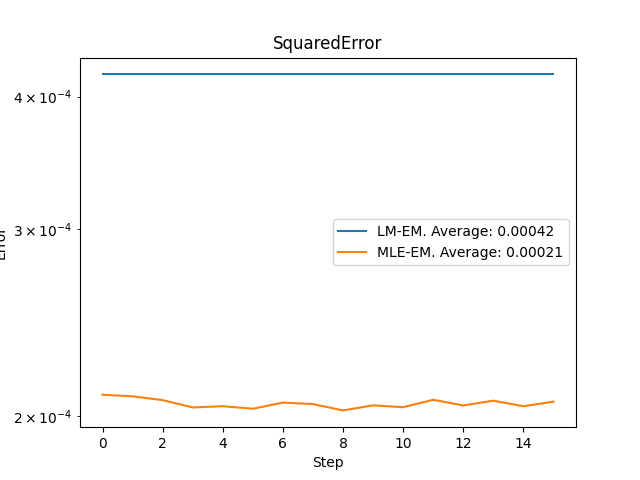 SquaredError
4 × 10⁻⁴
3 × 10⁻⁴
2 × 10⁻⁴
Error
LM-EM. Average: 0.00042
MLE-EM. Average: 0.00021
0 2 4 6 8 10 12 14
Step